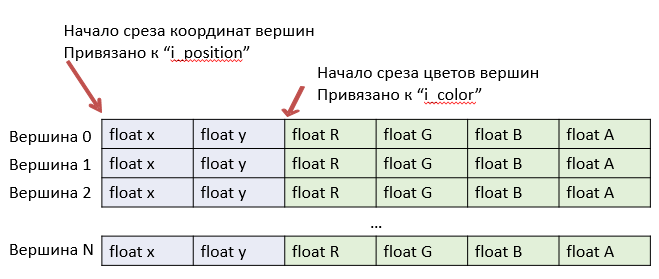 Начало среза координат вершин
Привязано к “i_position”
Начало среза цветов вершин
Привязано к “i_color”
Вершина 0 float x float y float R float G float B float A
Вершина 1 float x float y float R float G float B float A
Вершина 2 float x float y float R float G float B float A
...
Вершина N float x float y float R float G float B float A